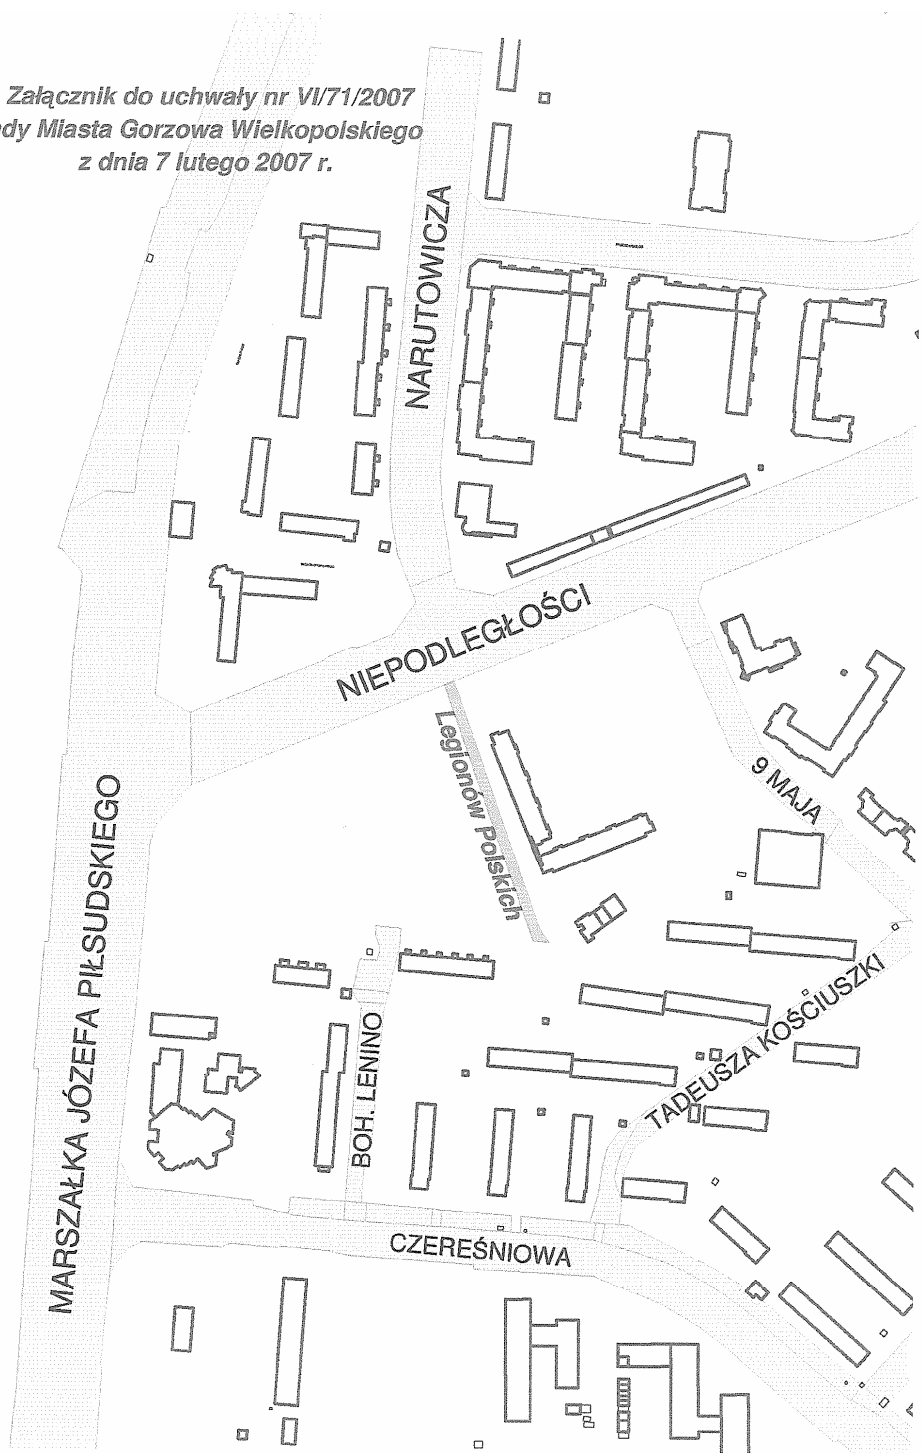 Załącznik do uchwały nr VI/71/2007
dy Miasta Gorzowa Wielkopolskiego
z dnia 7 lutego 2007 r.
NARUTOWICZA
NIEPODLEGŁOŚCI
Legionów Polskich
9 MAJA
MARSZAŁKA JÓZEFA PIŁSUDSKIEGO
BOH. LENINO
TADEUSZA KOŚCIUSZKI
CZEREŚNIOWA